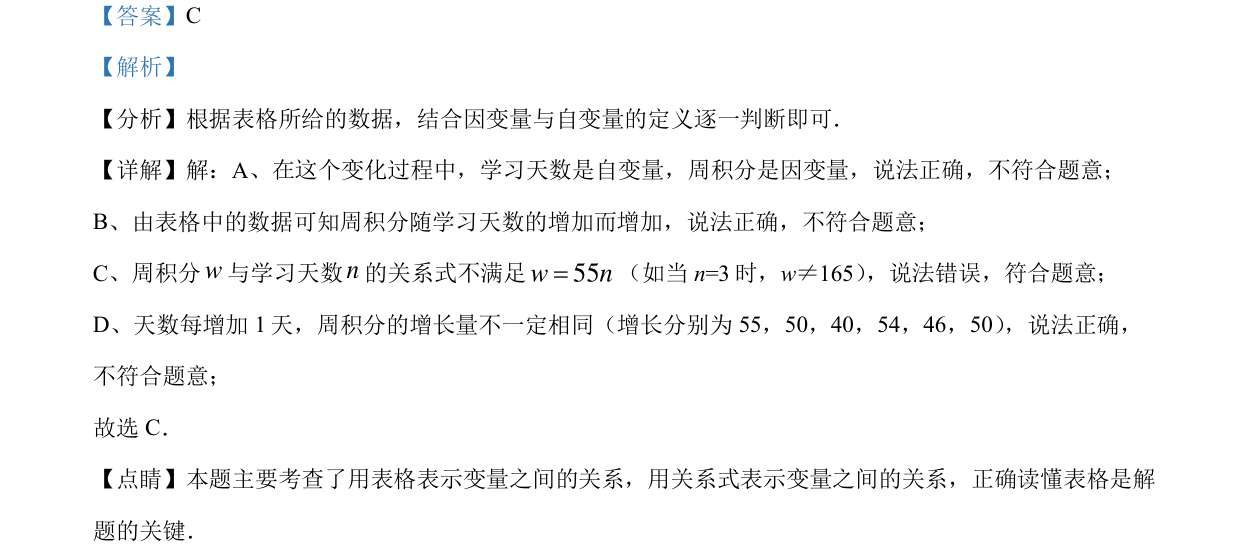 【答案】C
【解析】
【分析】根据表格所给的数据，结合因变量与自变量的定义逐一判断即可．
【详解】解：A、在这个变化过程中，学习天数是自变量，周积分是因变量，说法正确，不符合题意；
B、由表格中的数据可知周积分随学习天数的增加而增加，说法正确，不符合题意；
C、周积分 w 与学习天数 n 的关系式不满足 w = 55n（如当 n=3 时，w≠165），说法错误，符合题意；
D、天数每增加 1 天，周积分的增长量不一定相同（增长分别为 55，50，40，54，46，50），说法正确，
不符合题意；
故选 C．
【点睛】本题主要考查了用表格表示变量之间的关系，用关系式表示变量之间的关系，正确读懂表格是解
题的关键．